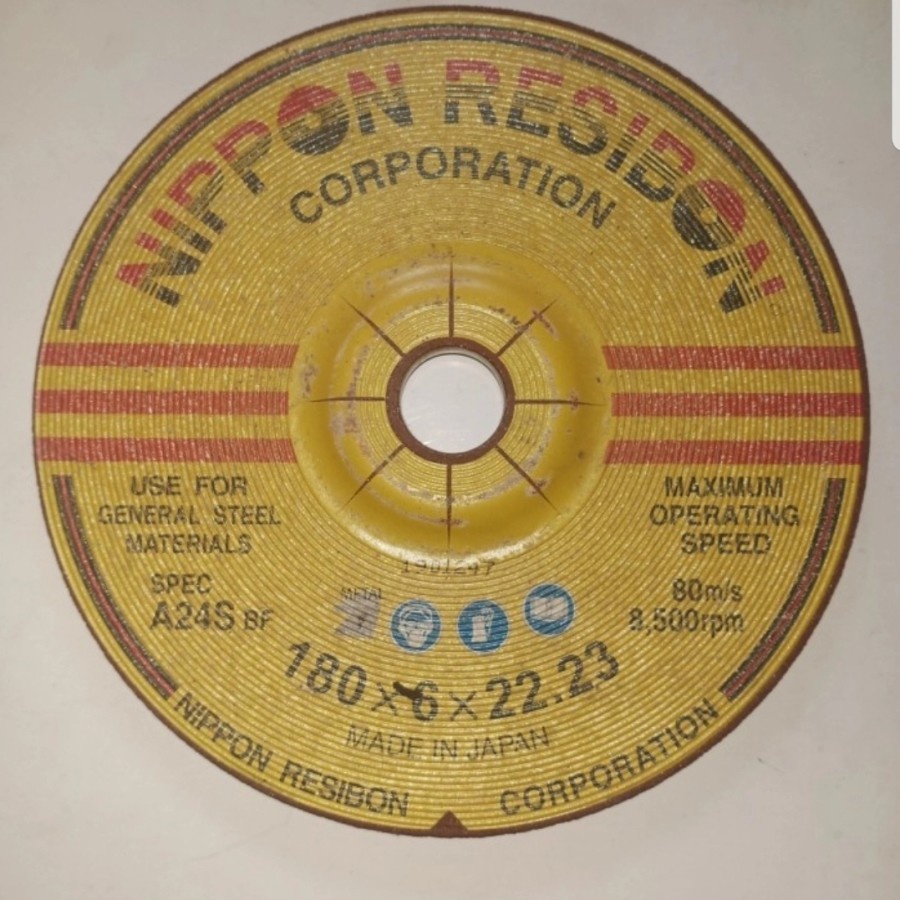 NIPPON RESIBON
CORPORATION
USE FOR
GENERAL STEEL
MATERIALS
SPEC
A24S BF
MAXIMUM
OPERATING
SPEED
80m/s
8,500rpm
METAL
180×6×22.23
MADE IN JAPAN
NIPPON RESIBON CORPORATION